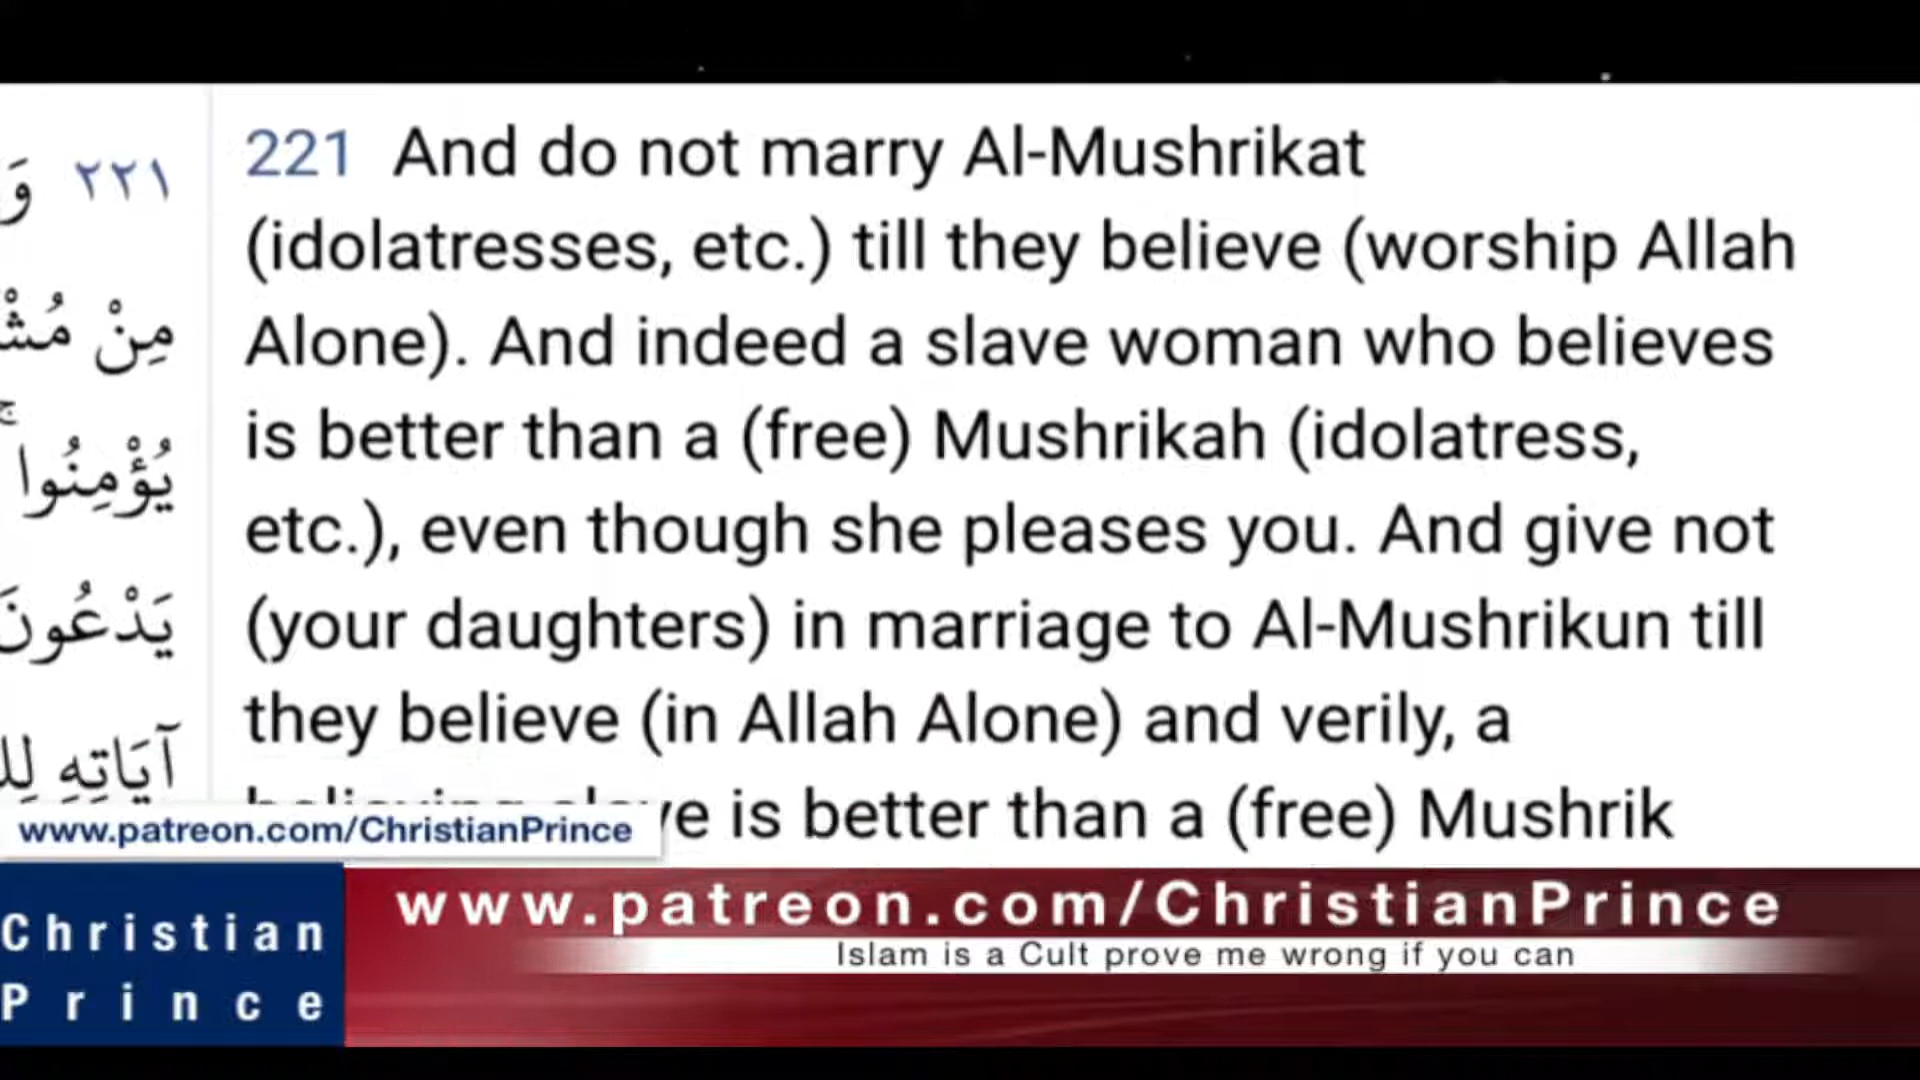 221 And do not marry Al-Mushrikat
(idolatresses, etc.) till they believe (worship Allah
Alone). And indeed a slave woman who believes
is better than a (free) Mushrikah (idolatress,
etc.), even though she pleases you. And give not
(your daughters) in marriage to Al-Mushrikun till
they believe (in Allah Alone) and verily, a
believing slave is better than a (free) Mushrik
٢٢١ وَ
مِنْ
يُؤْمِنُوا
يَدْعُونَ
آيَاتِهِ
www.patreon.com/ChristianPrince
Christian
Prince
www.patreon.com/ChristianPrince
Islam is a Cult prove me wrong if you can